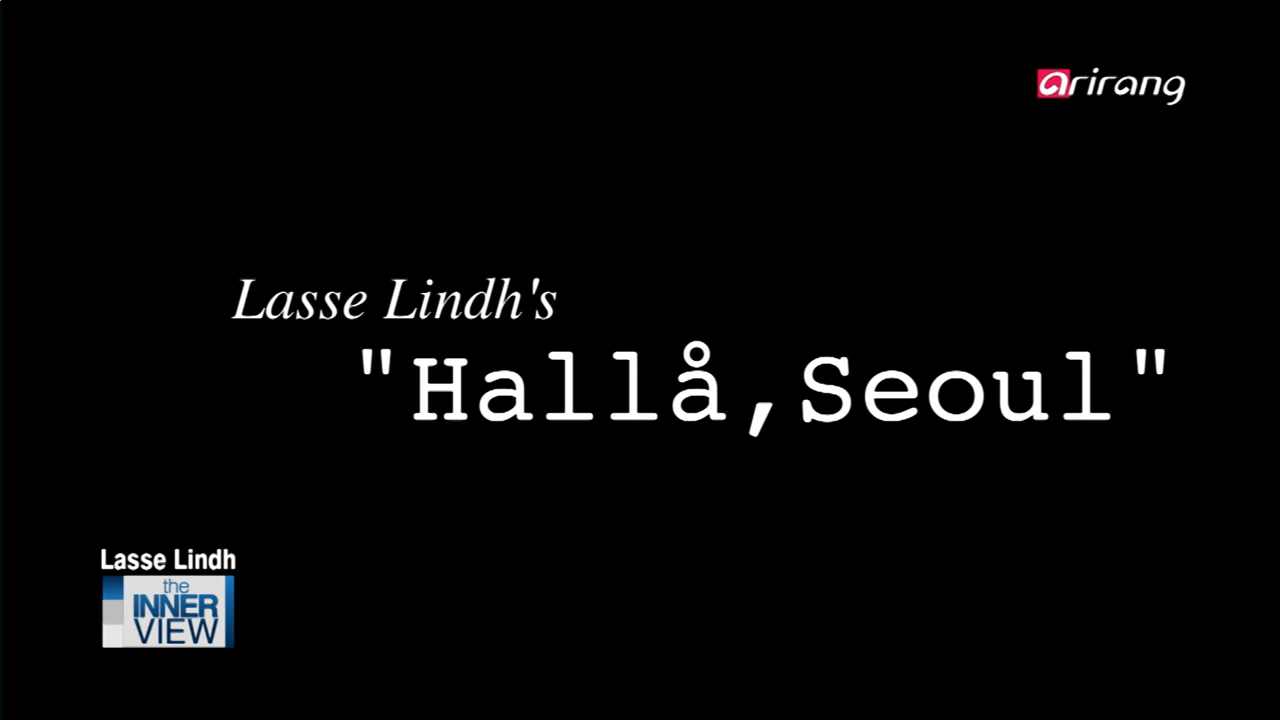 arirang
Lasse Lindh's
"Hallå,Seoul"
Lasse Lindh
the
INNER
VIEW